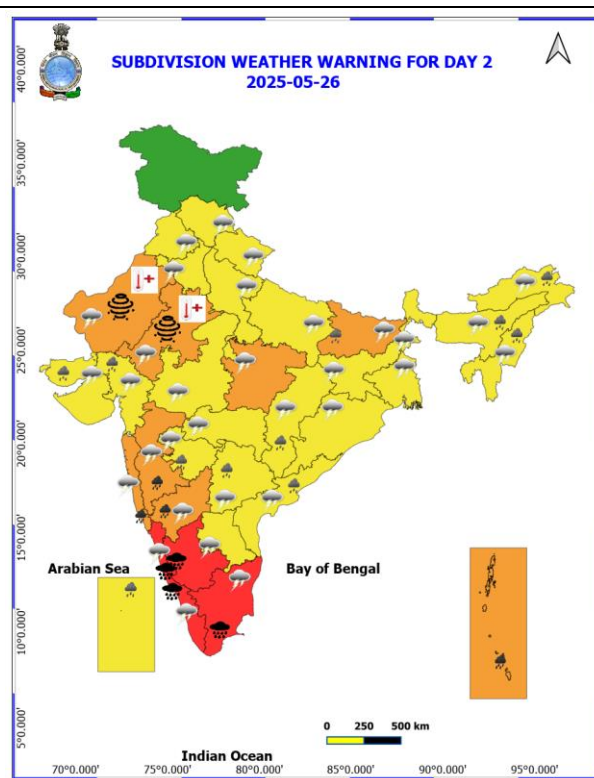 SUBDIVISION WEATHER WARNING FOR DAY 2
2025-05-26
40°0.000'
35°0.000'
30°0.000'
25°0.000'
20°0.000'
15°0.000'
10°0.000'
5°0.000'
Arabian Sea
Bay of Bengal
0 250 500 km
Indian Ocean
70°0.000' 75°0.000' 80°0.000' 85°0.000' 90°0.000' 95°0.000'